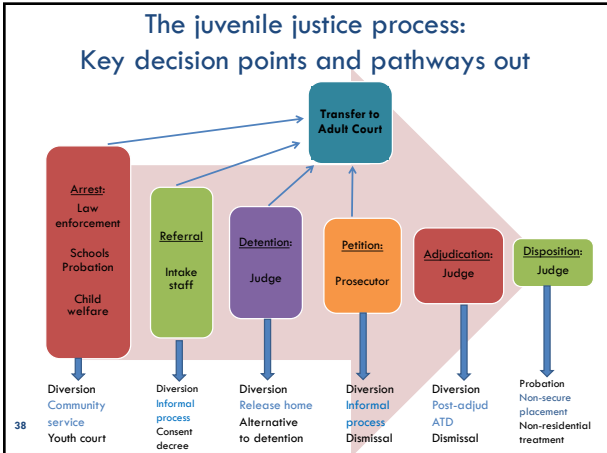 The juvenile justice process:
Key decision points and pathways out
Transfer to
Adult Court
Arrest:
Law
enforcement
Schools
Probation
Child
welfare
Referral
Intake
staff
Detention:
Judge
Petition:
Prosecutor
Adjudication:
Judge
Disposition:
Judge
Diversion
Community
service
Youth court
Diversion
Informal
process
Consent
decree
Diversion
Release home
Alternative
to detention
Diversion
Informal
process
Dismissal
Diversion
Post-adjud
ATD
Dismissal
Probation
Non-secure
placement
Non-residential
treatment
38